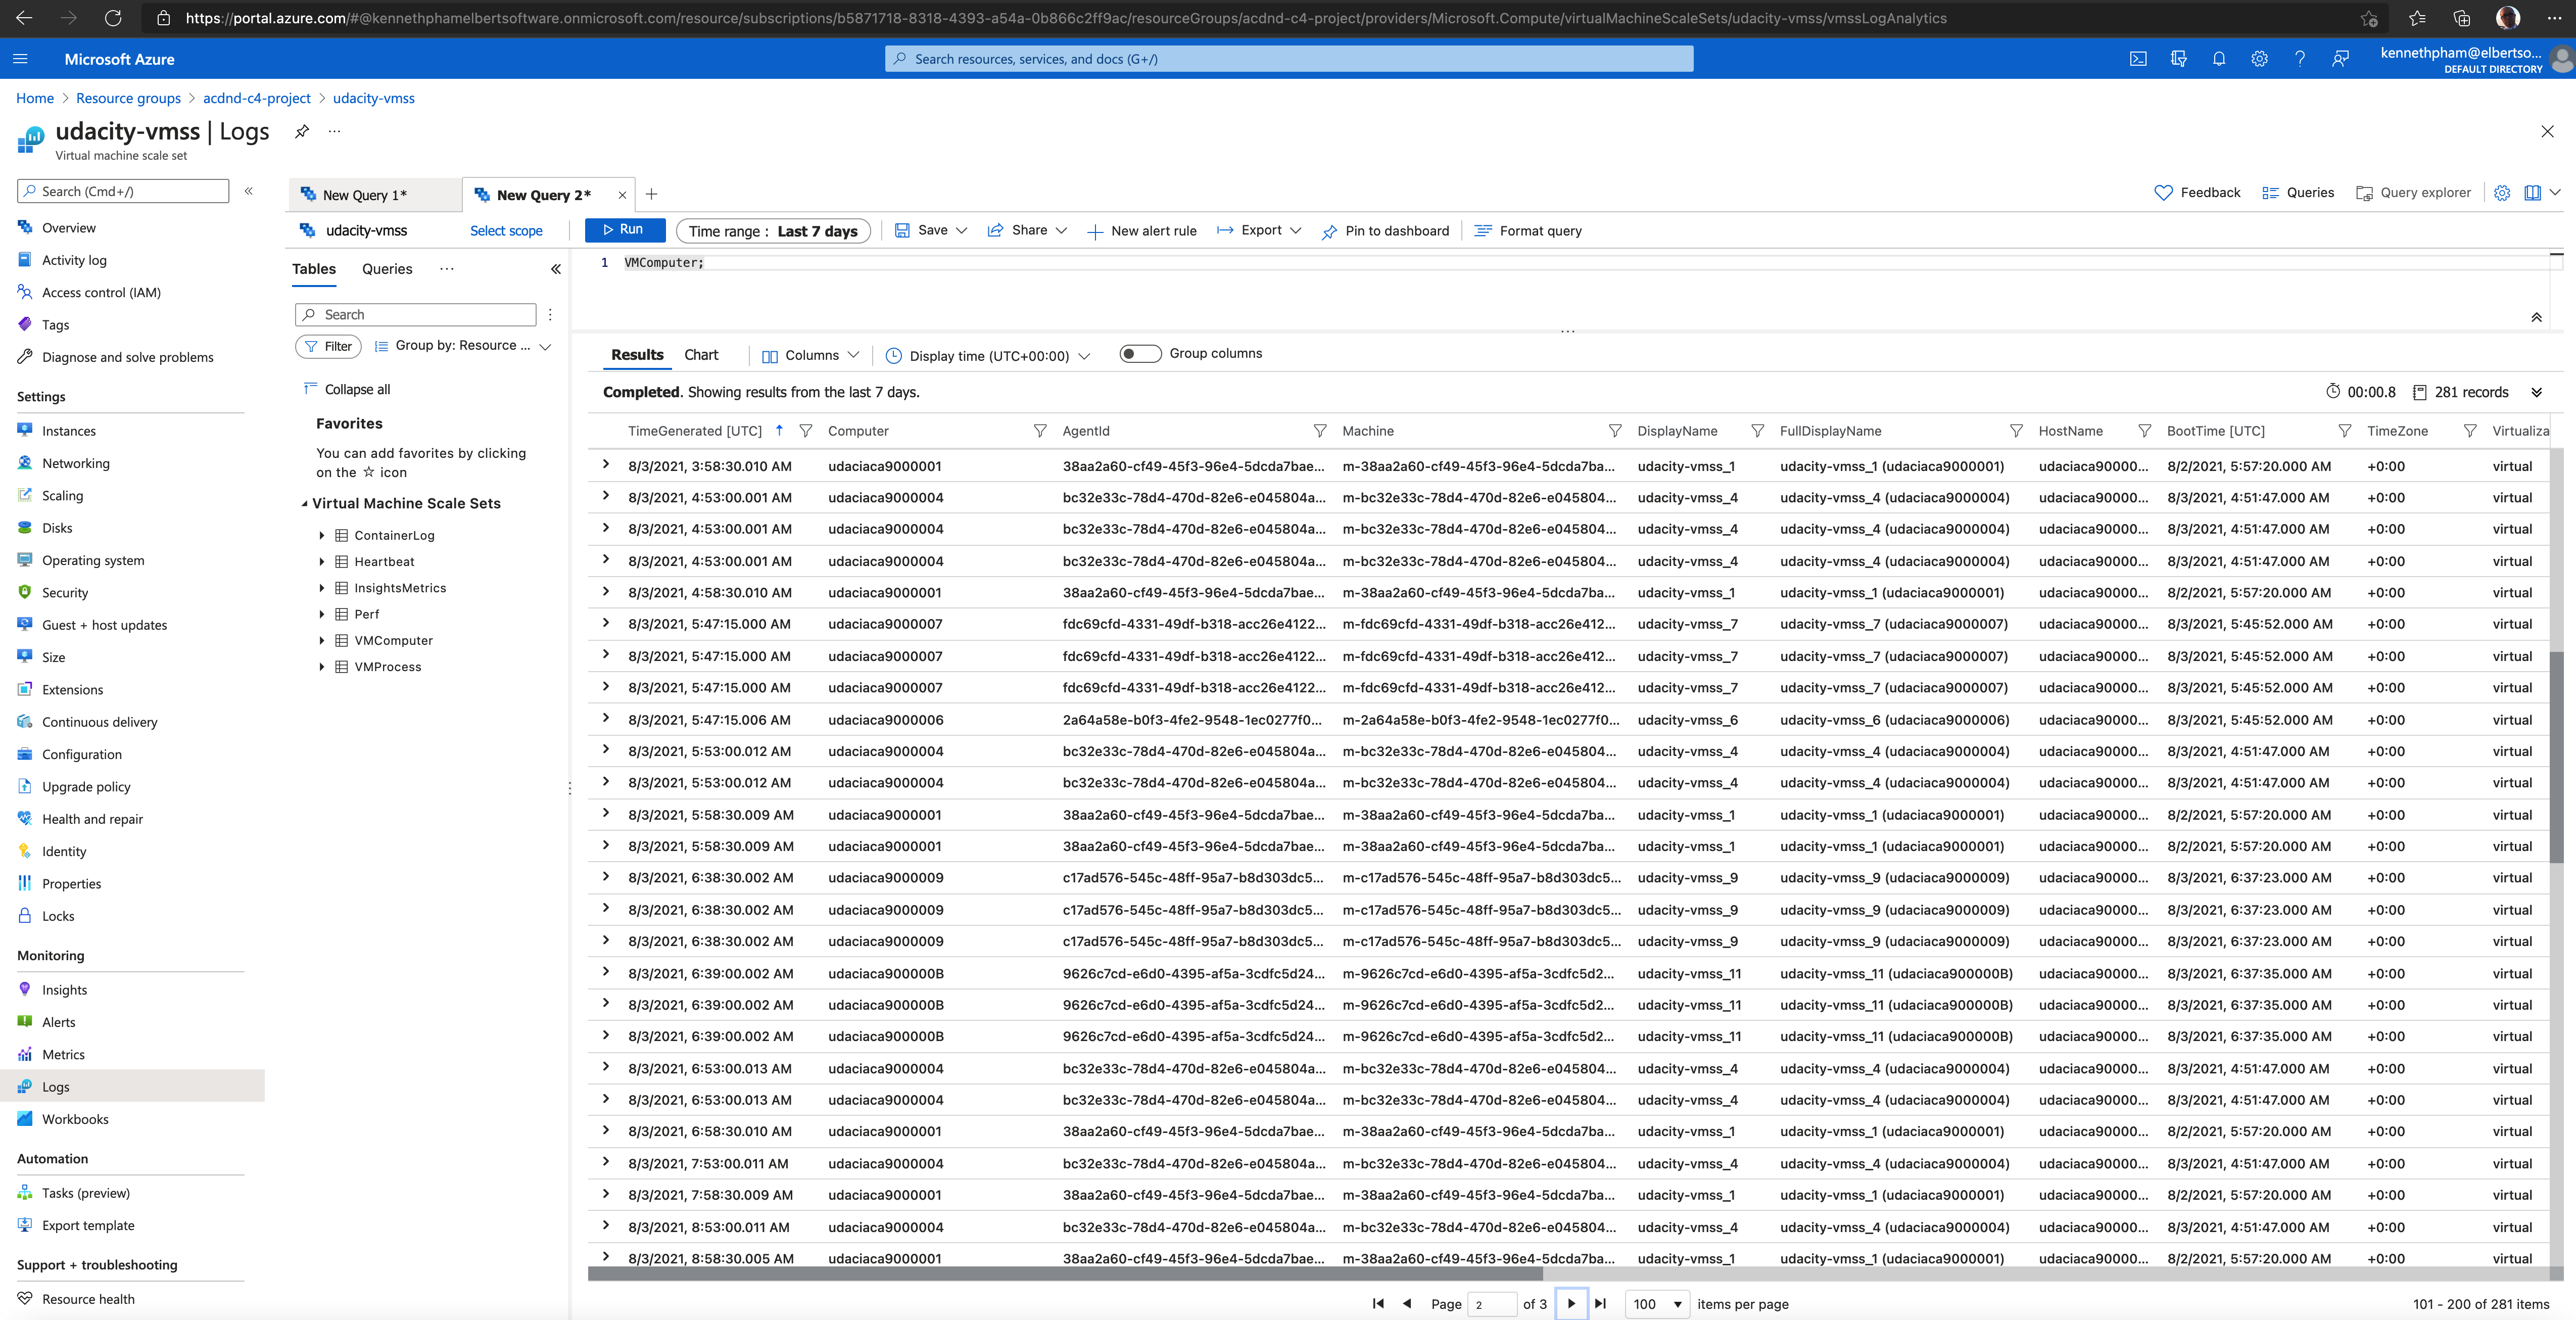 https://portal.azure.com/#@kennethphamelbertsoftware.onmicrosoft.com/resource/subscriptions/b5871718-8318-4393-a54a-0b866c2ff9ac/resourceGroups/acdnd-c4-project/providers/Microsoft.Compute/virtualMachineScaleSets/udacity-vmss/vmssLogAnalytics
Microsoft Azure
Search resources, services, and docs (G+/)
kennethpham@elbertso...
DEFAULT DIRECTORY
Home > Resource groups > acdnd-c4-project > udacity-vmss
udacity-vmss | Logs
Virtual machine scale set
Search (Cmd+/)
Overview
Activity log
Access control (IAM)
Tags
Diagnose and solve problems
Settings
Instances
Networking
Scaling
Disks
Operating system
Security
Guest + host updates
Size
Extensions
Continuous delivery
Configuration
Upgrade policy
Health and repair
Identity
Properties
Locks
Monitoring
Insights
Alerts
Metrics
Logs
Workbooks
Automation
Tasks (preview)
Export template
Support + troubleshooting
Resource health
New Query 1*
New Query 2*
Feedback
Queries
Query explorer
udacity-vmss
Select scope
Run
Time range : Last 7 days
Save
Share
New alert rule
Export
Pin to dashboard
Format query
Tables
Queries
Search
Filter
Group by: Resource ...
Collapse all
Favorites
You can add favorites by clicking
on the ☆ icon
Virtual Machine Scale Sets
ContainerLog
Heartbeat
InsightsMetrics
Perf
VMComputer
VMProcess
1 VMComputer;
Results Chart Columns Display time (UTC+00:00) Group columns
Completed. Showing results from the last 7 days.
00:00.8 281 records
TimeGenerated [UTC] Computer AgentId Machine DisplayName FullDisplayName HostName BootTime [UTC] TimeZone Virtualiza
8/3/2021, 3:58:30.010 AM udaciaca9000001 38aa2a60-cf49-45f3-96e4-5dcda7bae... m-38aa2a60-cf49-45f3-96e4-5dcda7ba... udacity-vmss_1 udacity-vmss_1 (udaciaca9000001) udaciaca90000... 8/2/2021, 5:57:20.000 AM +0:00 virtual
8/3/2021, 4:53:00.001 AM udaciaca9000004 bc32e33c-78d4-470d-82e6-e045804a... m-bc32e33c-78d4-470d-82e6-e045804... udacity-vmss_4 udacity-vmss_4 (udaciaca9000004) udaciaca90000... 8/3/2021, 4:51:47.000 AM +0:00 virtual
8/3/2021, 4:53:00.001 AM udaciaca9000004 bc32e33c-78d4-470d-82e6-e045804a... m-bc32e33c-78d4-470d-82e6-e045804... udacity-vmss_4 udacity-vmss_4 (udaciaca9000004) udaciaca90000... 8/3/2021, 4:51:47.000 AM +0:00 virtual
8/3/2021, 4:53:00.001 AM udaciaca9000004 bc32e33c-78d4-470d-82e6-e045804a... m-bc32e33c-78d4-470d-82e6-e045804... udacity-vmss_4 udacity-vmss_4 (udaciaca9000004) udaciaca90000... 8/3/2021, 4:51:47.000 AM +0:00 virtual
8/3/2021, 4:58:30.010 AM udaciaca9000001 38aa2a60-cf49-45f3-96e4-5dcda7bae... m-38aa2a60-cf49-45f3-96e4-5dcda7ba... udacity-vmss_1 udacity-vmss_1 (udaciaca9000001) udaciaca90000... 8/2/2021, 5:57:20.000 AM +0:00 virtual
8/3/2021, 5:47:15.000 AM udaciaca9000007 fdc69cfd-4331-49df-b318-acc26e4122... m-fdc69cfd-4331-49df-b318-acc26e412... udacity-vmss_7 udacity-vmss_7 (udaciaca9000007) udaciaca90000... 8/3/2021, 5:45:52.000 AM +0:00 virtual
8/3/2021, 5:47:15.000 AM udaciaca9000007 fdc69cfd-4331-49df-b318-acc26e4122... m-fdc69cfd-4331-49df-b318-acc26e412... udacity-vmss_7 udacity-vmss_7 (udaciaca9000007) udaciaca90000... 8/3/2021, 5:45:52.000 AM +0:00 virtual
8/3/2021, 5:47:15.000 AM udaciaca9000007 fdc69cfd-4331-49df-b318-acc26e4122... m-fdc69cfd-4331-49df-b318-acc26e412... udacity-vmss_7 udacity-vmss_7 (udaciaca9000007) udaciaca90000... 8/3/2021, 5:45:52.000 AM +0:00 virtual
8/3/2021, 5:47:15.006 AM udaciaca9000006 2a64a58e-b0f3-4fe2-9548-1ec0277f0... m-2a64a58e-b0f3-4fe2-9548-1ec0277f0... udacity-vmss_6 udacity-vmss_6 (udaciaca9000006) udaciaca90000... 8/3/2021, 5:45:52.000 AM +0:00 virtual
8/3/2021, 5:53:00.012 AM udaciaca9000004 bc32e33c-78d4-470d-82e6-e045804a... m-bc32e33c-78d4-470d-82e6-e045804... udacity-vmss_4 udacity-vmss_4 (udaciaca9000004) udaciaca90000... 8/3/2021, 4:51:47.000 AM +0:00 virtual
8/3/2021, 5:53:00.012 AM udaciaca9000004 bc32e33c-78d4-470d-82e6-e045804a... m-bc32e33c-78d4-470d-82e6-e045804... udacity-vmss_4 udacity-vmss_4 (udaciaca9000004) udaciaca90000... 8/3/2021, 4:51:47.000 AM +0:00 virtual
8/3/2021, 5:58:30.009 AM udaciaca9000001 38aa2a60-cf49-45f3-96e4-5dcda7bae... m-38aa2a60-cf49-45f3-96e4-5dcda7ba... udacity-vmss_1 udacity-vmss_1 (udaciaca9000001) udaciaca90000... 8/2/2021, 5:57:20.000 AM +0:00 virtual
8/3/2021, 5:58:30.009 AM udaciaca9000001 38aa2a60-cf49-45f3-96e4-5dcda7bae... m-38aa2a60-cf49-45f3-96e4-5dcda7ba... udacity-vmss_1 udacity-vmss_1 (udaciaca9000001) udaciaca90000... 8/2/2021, 5:57:20.000 AM +0:00 virtual
8/3/2021, 6:38:30.002 AM udaciaca9000009 c17ad576-545c-48ff-95a7-b8d303dc5... m-c17ad576-545c-48ff-95a7-b8d303dc5... udacity-vmss_9 udacity-vmss_9 (udaciaca9000009) udaciaca90000... 8/3/2021, 6:37:23.000 AM +0:00 virtual
8/3/2021, 6:38:30.002 AM udaciaca9000009 c17ad576-545c-48ff-95a7-b8d303dc5... m-c17ad576-545c-48ff-95a7-b8d303dc5... udacity-vmss_9 udacity-vmss_9 (udaciaca9000009) udaciaca90000... 8/3/2021, 6:37:23.000 AM +0:00 virtual
8/3/2021, 6:38:30.002 AM udaciaca9000009 c17ad576-545c-48ff-95a7-b8d303dc5... m-c17ad576-545c-48ff-95a7-b8d303dc5... udacity-vmss_9 udacity-vmss_9 (udaciaca9000009) udaciaca90000... 8/3/2021, 6:37:23.000 AM +0:00 virtual
8/3/2021, 6:39:00.002 AM udaciaca900000B 9626c7cd-e6d0-4395-af5a-3cdfc5d24... m-9626c7cd-e6d0-4395-af5a-3cdfc5d2... udacity-vmss_11 udacity-vmss_11 (udaciaca900000B) udaciaca90000... 8/3/2021, 6:37:35.000 AM +0:00 virtual
8/3/2021, 6:39:00.002 AM udaciaca900000B 9626c7cd-e6d0-4395-af5a-3cdfc5d24... m-9626c7cd-e6d0-4395-af5a-3cdfc5d2... udacity-vmss_11 udacity-vmss_11 (udaciaca900000B) udaciaca90000... 8/3/2021, 6:37:35.000 AM +0:00 virtual
8/3/2021, 6:39:00.002 AM udaciaca900000B 9626c7cd-e6d0-4395-af5a-3cdfc5d24... m-9626c7cd-e6d0-4395-af5a-3cdfc5d2... udacity-vmss_11 udacity-vmss_11 (udaciaca900000B) udaciaca90000... 8/3/2021, 6:37:35.000 AM +0:00 virtual
8/3/2021, 6:53:00.013 AM udaciaca9000004 bc32e33c-78d4-470d-82e6-e045804a... m-bc32e33c-78d4-470d-82e6-e045804... udacity-vmss_4 udacity-vmss_4 (udaciaca9000004) udaciaca90000... 8/3/2021, 4:51:47.000 AM +0:00 virtual
8/3/2021, 6:53:00.013 AM udaciaca9000004 bc32e33c-78d4-470d-82e6-e045804a... m-bc32e33c-78d4-470d-82e6-e045804... udacity-vmss_4 udacity-vmss_4 (udaciaca9000004) udaciaca90000... 8/3/2021, 4:51:47.000 AM +0:00 virtual
8/3/2021, 6:58:30.010 AM udaciaca9000001 38aa2a60-cf49-45f3-96e4-5dcda7bae... m-38aa2a60-cf49-45f3-96e4-5dcda7ba... udacity-vmss_1 udacity-vmss_1 (udaciaca9000001) udaciaca90000... 8/2/2021, 5:57:20.000 AM +0:00 virtual
8/3/2021, 7:53:00.011 AM udaciaca9000004 bc32e33c-78d4-470d-82e6-e045804a... m-bc32e33c-78d4-470d-82e6-e045804... udacity-vmss_4 udacity-vmss_4 (udaciaca9000004) udaciaca90000... 8/3/2021, 4:51:47.000 AM +0:00 virtual
8/3/2021, 7:58:30.009 AM udaciaca9000001 38aa2a60-cf49-45f3-96e4-5dcda7bae... m-38aa2a60-cf49-45f3-96e4-5dcda7ba... udacity-vmss_1 udacity-vmss_1 (udaciaca9000001) udaciaca90000... 8/2/2021, 5:57:20.000 AM +0:00 virtual
8/3/2021, 8:53:00.011 AM udaciaca9000004 bc32e33c-78d4-470d-82e6-e045804a... m-bc32e33c-78d4-470d-82e6-e045804... udacity-vmss_4 udacity-vmss_4 (udaciaca9000004) udaciaca90000... 8/3/2021, 4:51:47.000 AM +0:00 virtual
8/3/2021, 8:58:30.005 AM udaciaca9000001 38aa2a60-cf49-45f3-96e4-5dcda7bae... m-38aa2a60-cf49-45f3-96e4-5dcda7ba... udacity-vmss_1 udacity-vmss_1 (udaciaca9000001) udaciaca90000... 8/2/2021, 5:57:20.000 AM +0:00 virtual
Page 2 of 3 100 items per page
101 - 200 of 281 items